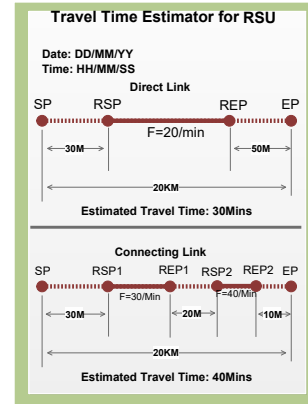 Travel Time Estimator for RSU
Date: DD/MM/YY
Time: HH/MM/SS
Direct Link
SP RSP REP EP
F=20/min
30M 50M
20KM
Estimated Travel Time: 30Mins
Connecting Link
SP RSP1 REP1 RSP2 REP2 EP
F=30/Min F=40/Min
30M 20M 10M
20KM
Estimated Travel Time: 40Mins